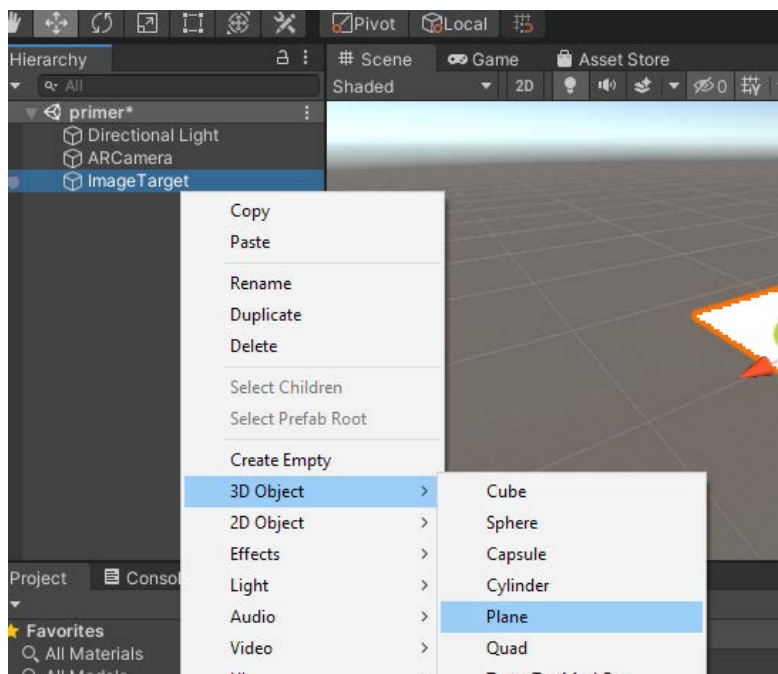 Pivot Local
Hierarchy
Scene Game Asset Store
All
Shaded 2D 0
primer*
Directional Light
ARCamera
ImageTarget
Copy
Paste
Rename
Duplicate
Delete
Select Children
Select Prefab Root
Create Empty
3D Object
2D Object
Effects
Light
Audio
Video
Cube
Sphere
Capsule
Cylinder
Plane
Quad
Project Consol
Favorites
All Materials